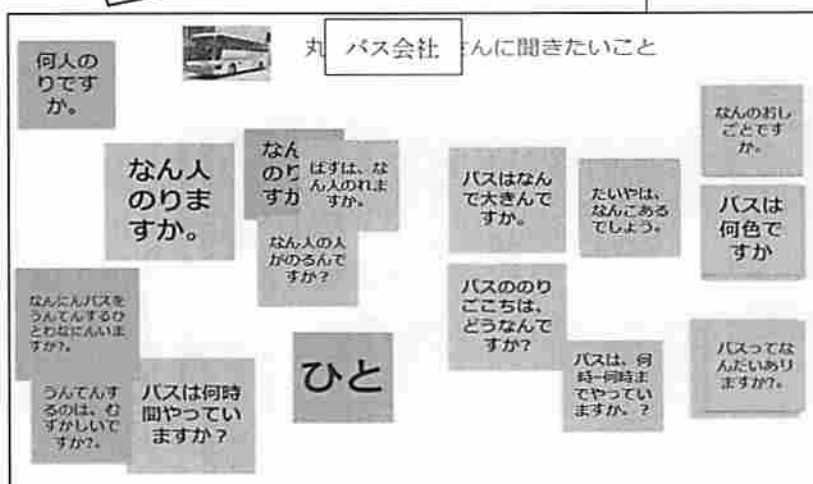 丸
バス会社
さんに聞きたいこと
何人の
りです
か。
なん人
のりま
すか。
なん
のり
すか
ばすは、な
ん人のれま
すか。
なん人の人
がのるんで
すか？
バスはなん
で大きんで
すか。
たいやは、
なんこある
でしょう。
なんのおし
ごとです
か。
バスは
何色で
すか
バスののり
ごこちは、
どうなんで
すか？
なんにんバスを
うんてんするひ
とわなにんいま
すか?。
うんてんす
るのは、む
ずかしいで
すか?。
バスは何時
間やってい
ますか？
ひと
バスは、何
時-何時ま
でやってい
ますか。？
バスってな
んだいあり
ますか?。